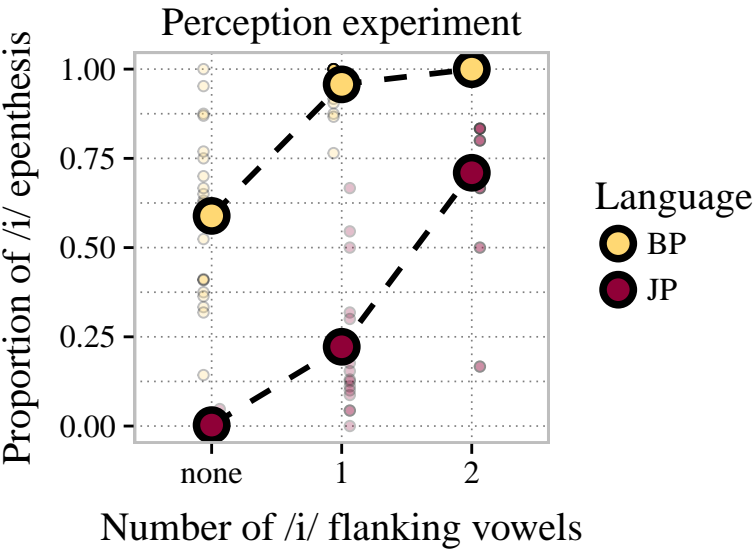 Perception experiment
Proportion of /i/ epenthesis
1.00
0.75
0.50
0.25
0.00
none 1 2
Number of /i/ flanking vowels
Language
BP
JP